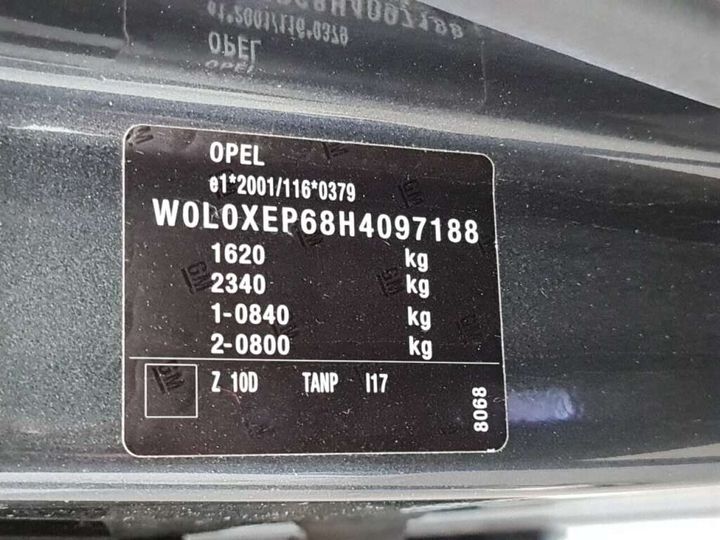 OPEL
e1*2001/116*0379
W0L0XEP68H4097188
1620 kg
2340 kg
1-0840 kg
2-0800 kg
Z 10D TANP I17
8068
GM